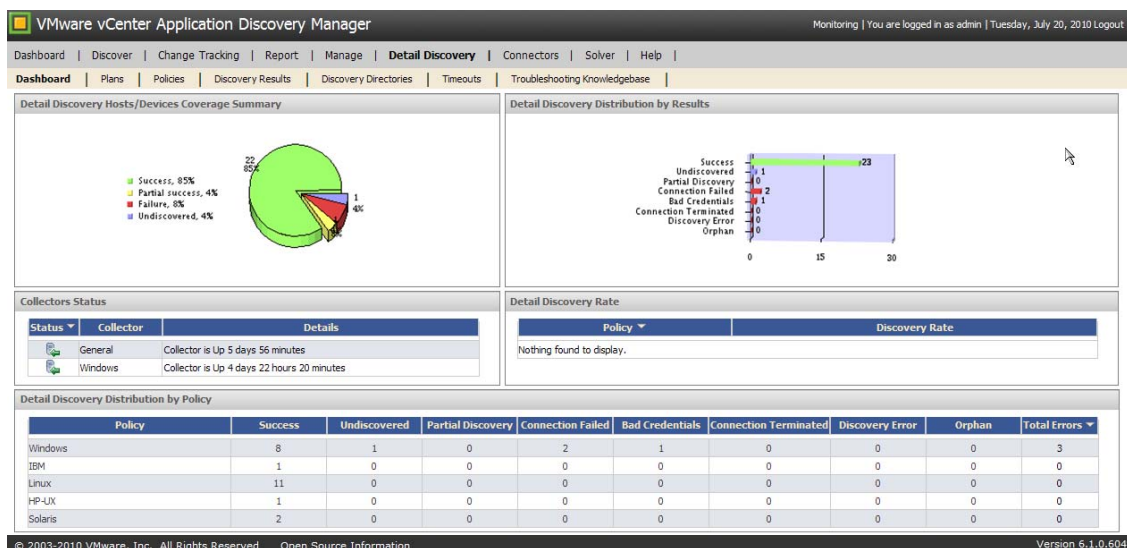 VMware vCenter Application Discovery Manager
Monitoring | You are logged in as admin | Tuesday, July 20, 2010 Logout
Dashboard | Discover | Change Tracking | Report | Manage | Detail Discovery | Connectors | Solver | Help |
Dashboard | Plans | Policies | Discovery Results | Discovery Directories | Timeouts | Troubleshooting Knowledgebase |
Detail Discovery Hosts/Devices Coverage Summary
22
85%
Success, 85%
Partial success, 4%
Failure, 8%
Undiscovered, 4%
1
4%
Detail Discovery Distribution by Results
Success 23
Undiscovered 1
Partial Discovery 0
Connection Failed 2
Bad Credentials 1
Connection Terminated 0
Discovery Error 0
Orphan 0
0 15 30
Collectors Status
Status Collector Details
General Collector is Up 5 days 56 minutes
Windows Collector is Up 4 days 22 hours 20 minutes
Detail Discovery Rate
Policy Discovery Rate
Nothing found to display.
Detail Discovery Distribution by Policy
Policy Success Undiscovered Partial Discovery Connection Failed Bad Credentials Connection Terminated Discovery Error Orphan Total Errors
Windows 8 1 0 2 1 0 0 0 3
IBM 1 0 0 0 0 0 0 0 0
Linux 11 0 0 0 0 0 0 0 0
HP-UX 1 0 0 0 0 0 0 0 0
Solaris 2 0 0 0 0 0 0 0 0
© 2003-2010 VMware, Inc. All Rights Reserved Open Source Information
Version 6.1.0.604